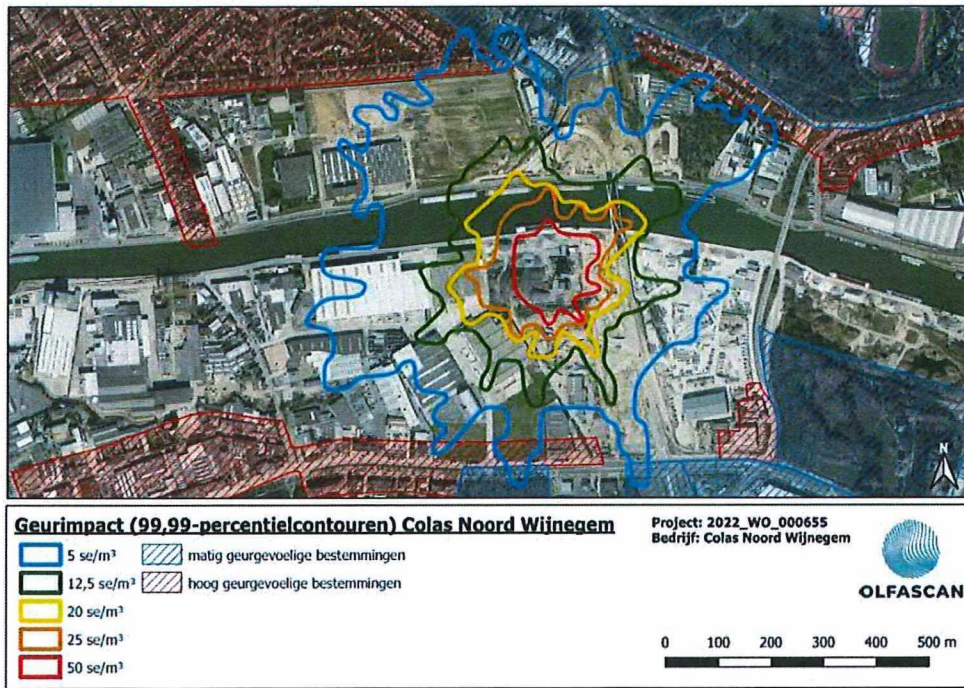 N
Geurimpact (99,99-percentielcontouren) Colas Noord Wijnegem
5 se/m³
12,5 se/m³
20 se/m³
25 se/m³
50 se/m³
matig geurgevoelige bestemmingen
hoog geurgevoelige bestemmingen
Project: 2022_WO_000655
Bedrijf: Colas Noord Wijnegem
OLFASCAN
0 100 200 300 400 500 m